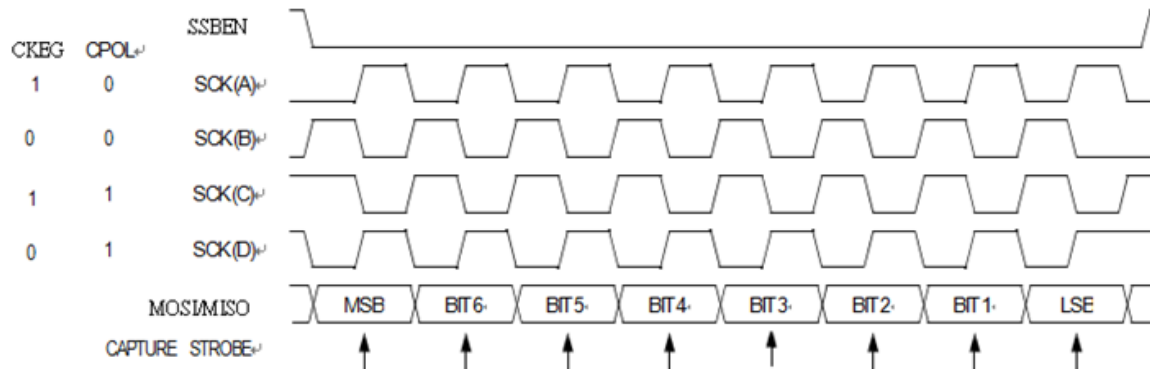 SSBEN
CKEG CPOL↵
1 0 SCK(A)↵
0 0 SCK(B)↵
1 1 SCK(C)↵
0 1 SCK(D)↵
MOSI/MISO MSB BIT6 BIT5 BIT4 BIT3 BIT2 BIT1 LSE
CAPTURE STROBE↵